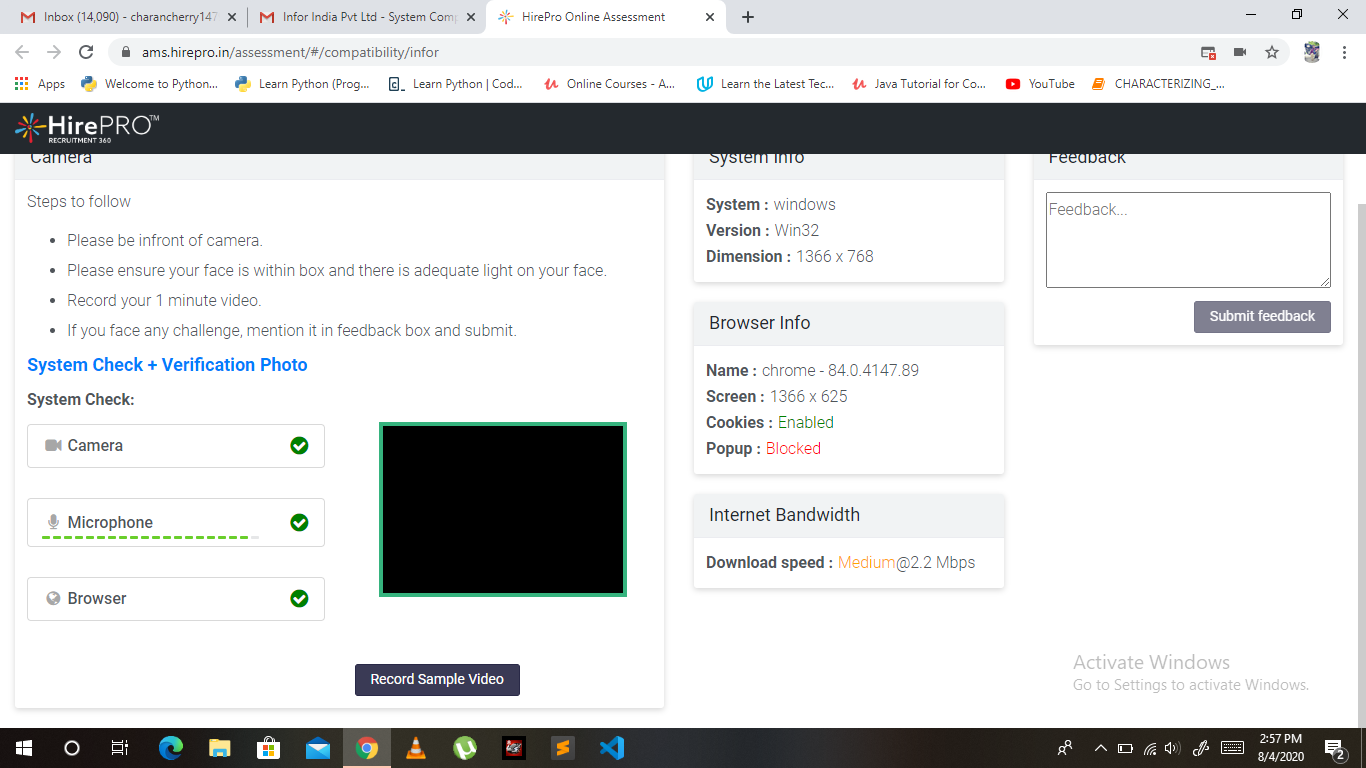 Inbox (14,090) - charancherry147
Infor India Pvt Ltd - System Comp
HirePro Online Assessment
ams.hirepro.in/assessment/#/compatibility/infor
Apps
Welcome to Python...
Learn Python (Prog...
Learn Python | Cod...
Online Courses - A...
Learn the Latest Tec...
Java Tutorial for Co...
YouTube
CHARACTERIZING_...
HirePRO™
RECRUITMENT 360
Camera
Steps to follow
• Please be infront of camera.
• Please ensure your face is within box and there is adequate light on your face.
• Record your 1 minute video.
• If you face any challenge, mention it in feedback box and submit.
System Check + Verification Photo
System Check:
Camera
Microphone
Browser
Record Sample Video
System Info
System : windows
Version : Win32
Dimension : 1366 x 768
Browser Info
Name : chrome - 84.0.4147.89
Screen : 1366 x 625
Cookies : Enabled
Popup : Blocked
Internet Bandwidth
Download speed : Medium@2.2 Mbps
Feedback
Feedback...
Submit feedback
Activate Windows
Go to Settings to activate Windows.
2:57 PM
8/4/2020
2